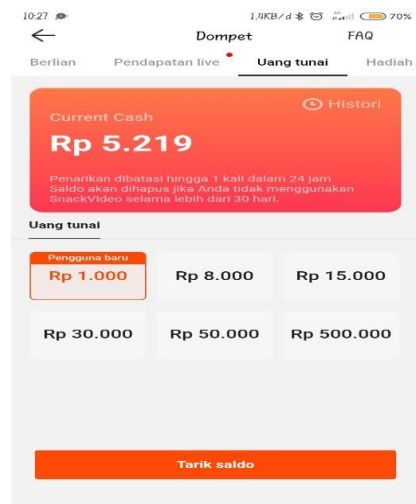 10:27 1,4KB/d 70%
Dompet FAQ
Berlian Pendapatan live Uang tunai Hadiah
Histori
Current Cash
Rp 5.219
Penarikan dibatasi hingga 1 kali dalam 24 jam
Saldo akan dihapus jika Anda tidak menggunakan
SnackVideo selama lebih dari 30 hari.
Uang tunai
Pengguna baru
Rp 1.000 Rp 8.000 Rp 15.000
Rp 30.000 Rp 50.000 Rp 500.000
Tarik saldo